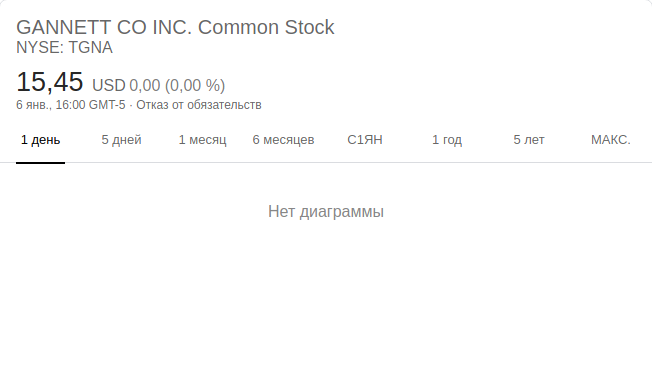 GANNETT CO INC. Common Stock
NYSE: TGNA
15,45 USD 0,00 (0,00 %)
6 янв., 16:00 GMT-5 · Отказ от обязательств
1 день 5 дней 1 месяц 6 месяцев С1ЯН 1 год 5 лет МАКС.
Нет диаграммы